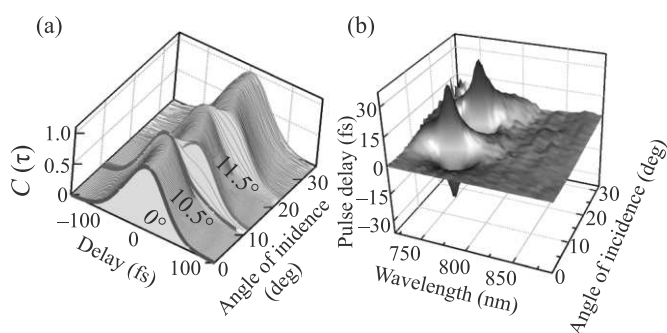 (a)
C (τ)
1.0
0.5
0
−100
0
100
Delay (fs)
0°
10.5°
11.5°
0
10
20
30
Angle of inidence
(deg)
(b)
Pulse delay (fs)
30
15
0
−15
−30
750
800
850
Wavelength (nm)
0
10
20
30
Angle of incidence (deg)